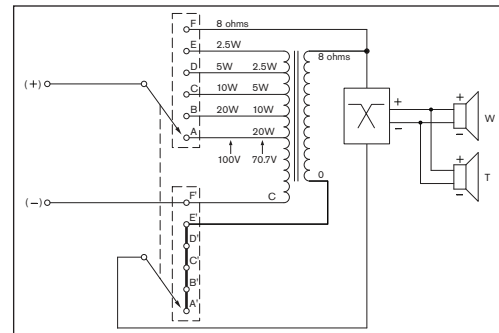 F 8 ohms
E 2.5W 8 ohms
D 5W 2.5W
(+) C 10W 5W
B 20W 10W
A 20W
100V 70.7V
+ + W
− −
+ T
−
0
(−) F' C
E'
D'
C'
B'
A'